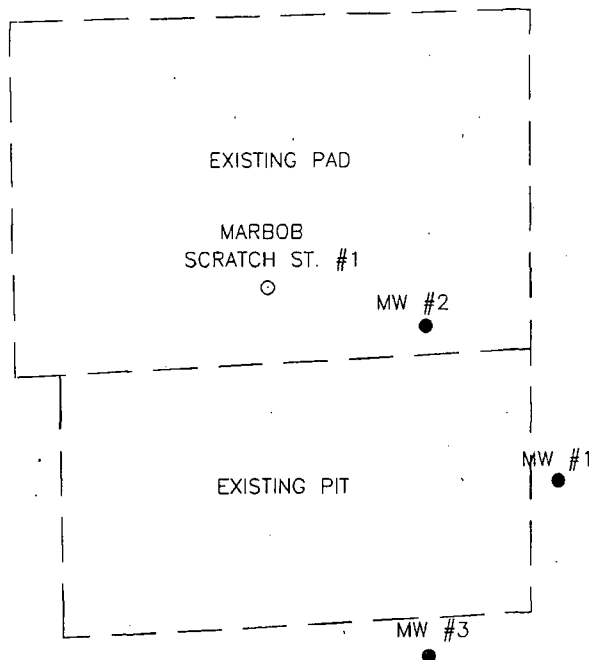 EXISTING PAD
MARBOB
SCRATCH ST. #1
MW #2
MW #1
EXISTING PIT
MW #3